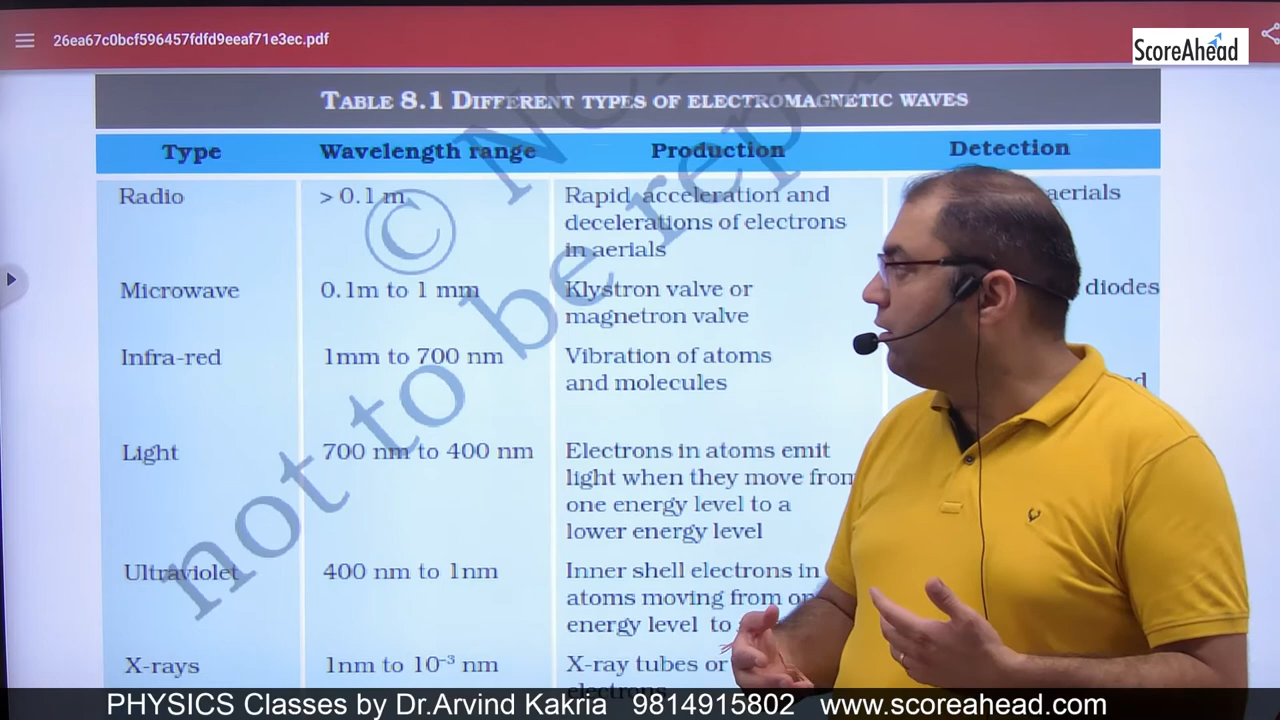 26ea67c0bcf596457fdfd9eeaf71e3ec.pdf
ScoreAhead
TABLE 8.1 DIFFERENT TYPES OF ELECTROMAGNETIC WAVES
Type Wavelength range Production Detection
Radio > 0.1 m Rapid acceleration and aerials
decelerations of electrons
in aerials
Microwave 0.1m to 1 mm Klystron valve or diodes
magnetron valve
Infra-red 1mm to 700 nm Vibration of atoms
and molecules
Light 700 nm to 400 nm Electrons in atoms emit
light when they move from
one energy level to a
lower energy level
Ultraviolet 400 nm to 1nm Inner shell electrons in
atoms moving from
energy level to
X-rays 1nm to 10⁻³ nm X-ray tubes or
electrons
©
not to be
PHYSICS Classes by Dr.Arvind Kakria 9814915802 www.scoreahead.com